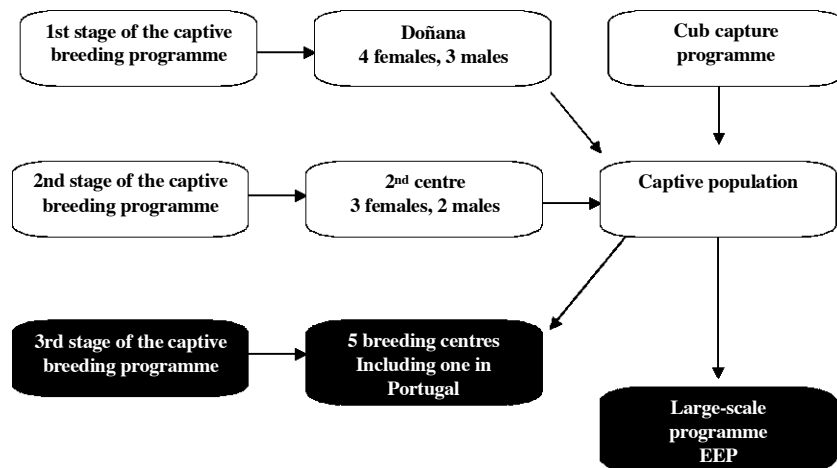 1st stage of the captive
breeding programme
Doñana
4 females, 3 males
Cub capture
programme
2nd stage of the captive
breeding programme
2nd centre
3 females, 2 males
Captive population
3rd stage of the captive
breeding programme
5 breeding centres
Including one in
Portugal
Large-scale
programme
EEP